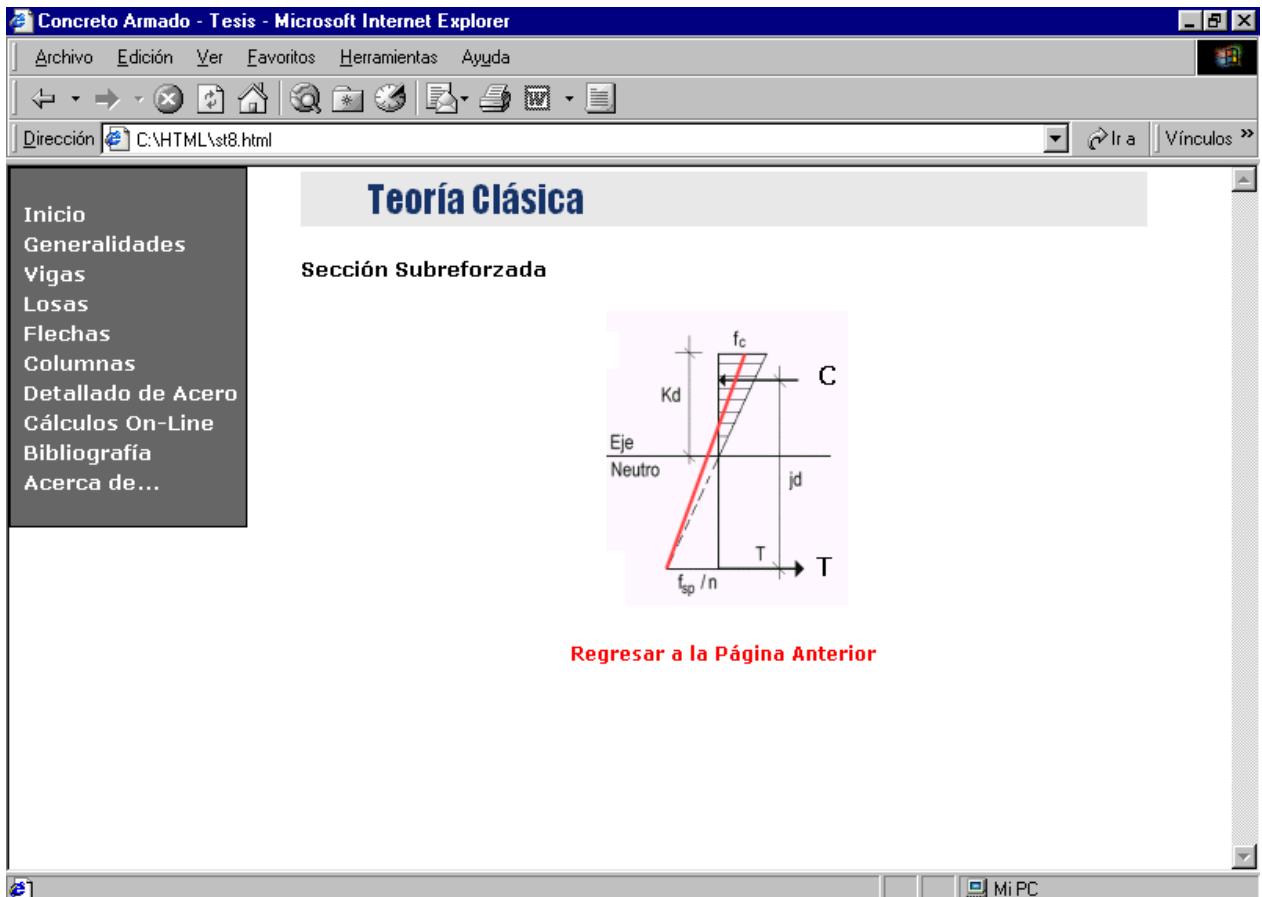 Concreto Armado - Tesis - Microsoft Internet Explorer
Archivo Edición Ver Favoritos Herramientas Ayuda
Dirección C:\HTML\st8.html Ir a Vínculos »
Inicio
Generalidades
Vigas
Losas
Flechas
Columnas
Detallado de Acero
Cálculos On-Line
Bibliografía
Acerca de...
Teoría Clásica
Sección Subreforzada
fc
C
Kd
Eje
Neutro
jd
T
T
fsp / n
Regresar a la Página Anterior
Mi PC